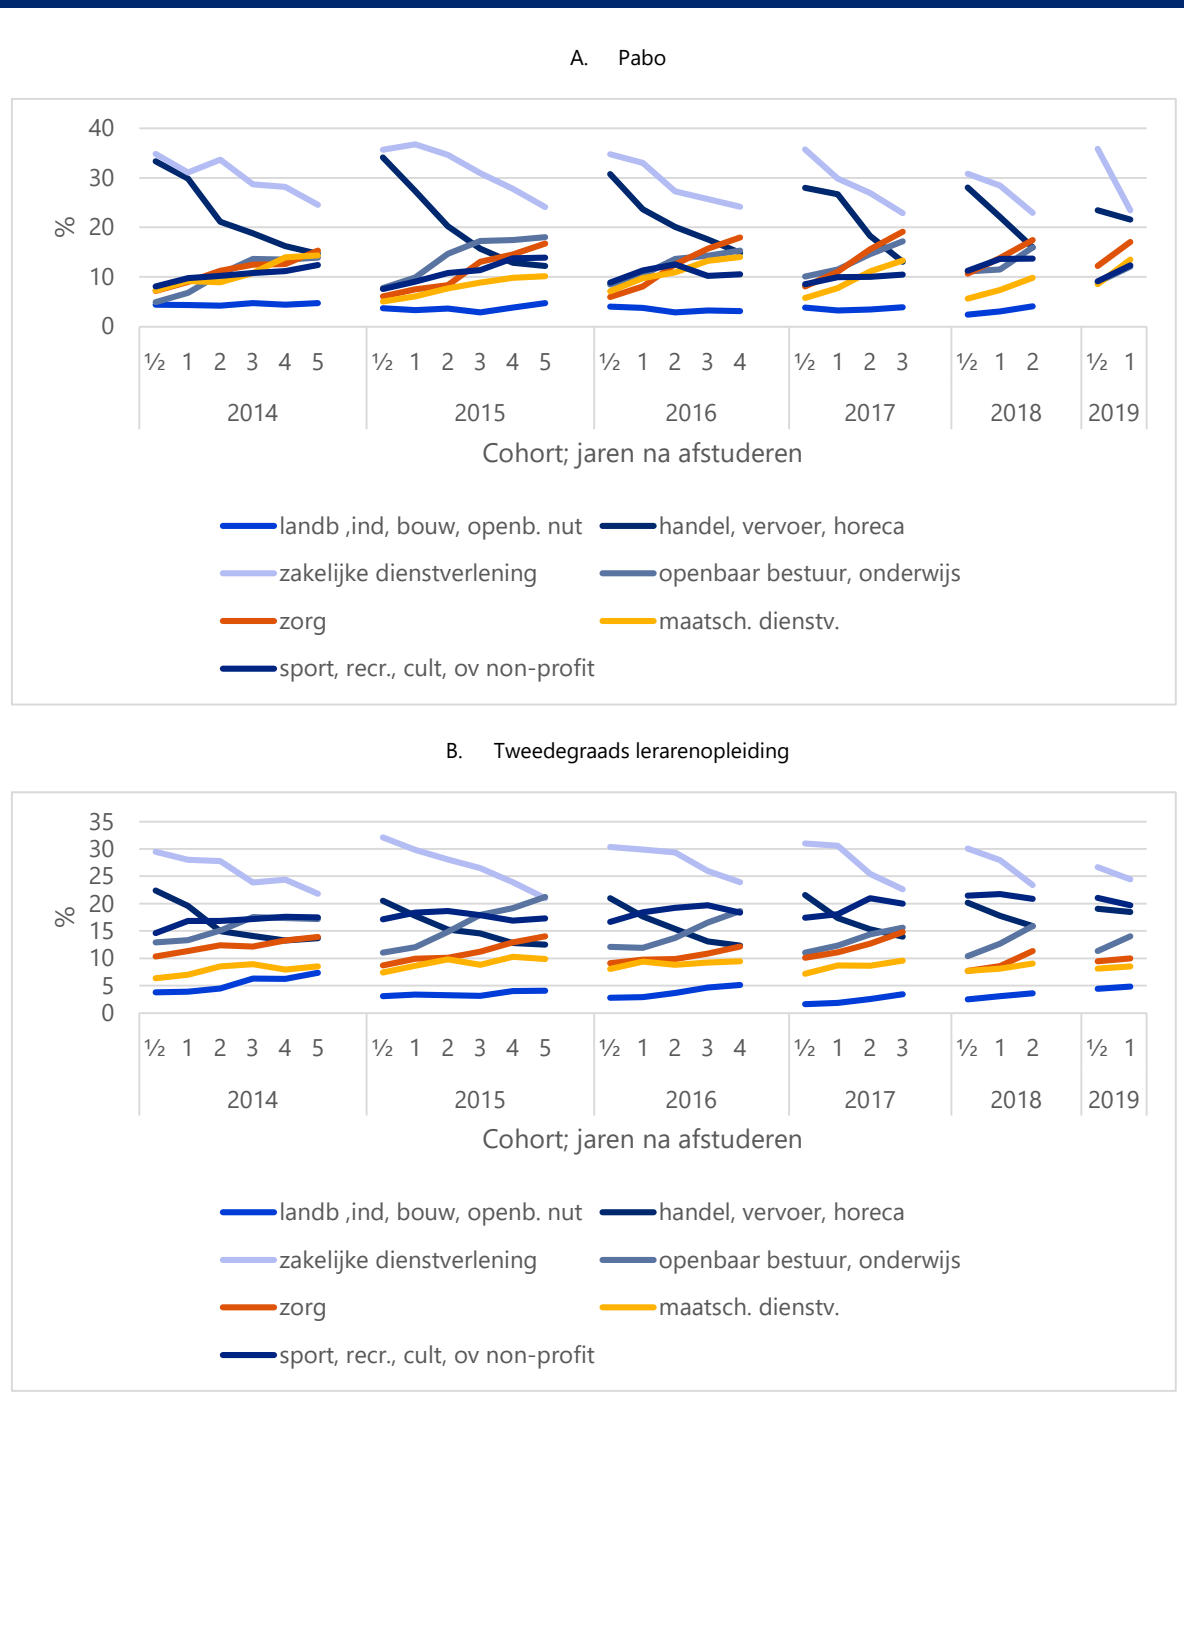 A. Pabo
40
30
20
10
0
%
½ 1 2 3 4 5 ½ 1 2 3 4 5 ½ 1 2 3 4 ½ 1 2 3 ½ 1 2 ½ 1
2014 2015 2016 2017 2018 2019
Cohort; jaren na afstuderen
landb ,ind, bouw, openb. nut handel, vervoer, horeca
zakelijke dienstverlening openbaar bestuur, onderwijs
zorg maatsch. dienstv.
sport, recr., cult, ov non-profit
B. Tweedegraads lerarenopleiding
35
30
25
20
15
10
5
0
%
½ 1 2 3 4 5 ½ 1 2 3 4 5 ½ 1 2 3 4 ½ 1 2 3 ½ 1 2 ½ 1
2014 2015 2016 2017 2018 2019
Cohort; jaren na afstuderen
landb ,ind, bouw, openb. nut handel, vervoer, horeca
zakelijke dienstverlening openbaar bestuur, onderwijs
zorg maatsch. dienstv.
sport, recr., cult, ov non-profit